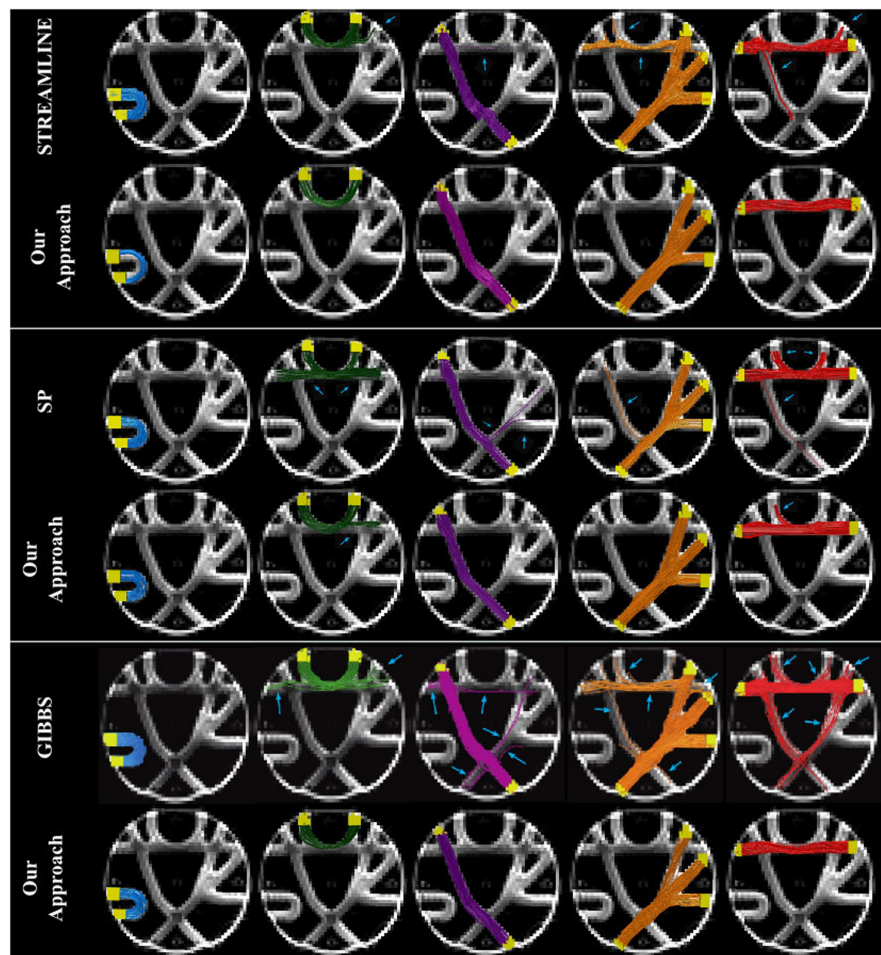 STREAMLINE
Our
Approach
SP
Our
Approach
GIBBS
Our
Approach